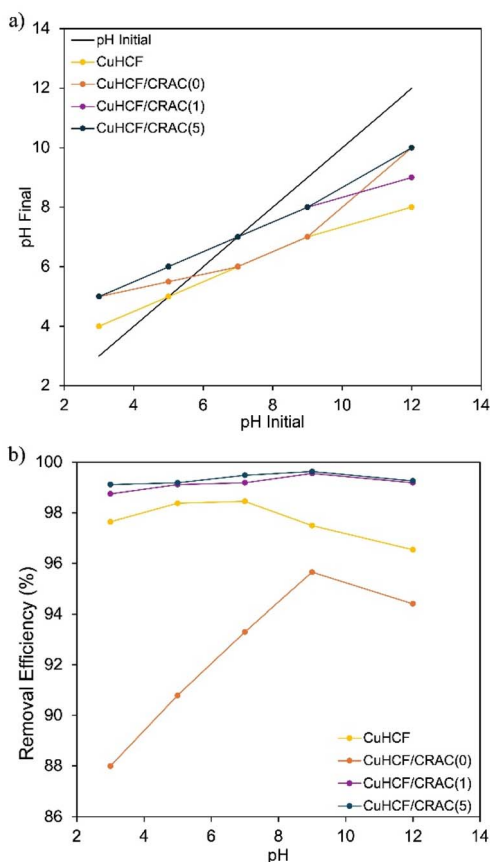 a)
14
12
10
8
6
4
2
pH Final
pH Initial
CuHCF
CuHCF/CRAC(0)
CuHCF/CRAC(1)
CuHCF/CRAC(5)
2 4 6 8 10 12 14
pH Initial
b)
100
98
96
94
92
90
88
86
Removal Efficiency (%)
CuHCF
CuHCF/CRAC(0)
CuHCF/CRAC(1)
CuHCF/CRAC(5)
2 4 6 8 10 12 14
pH